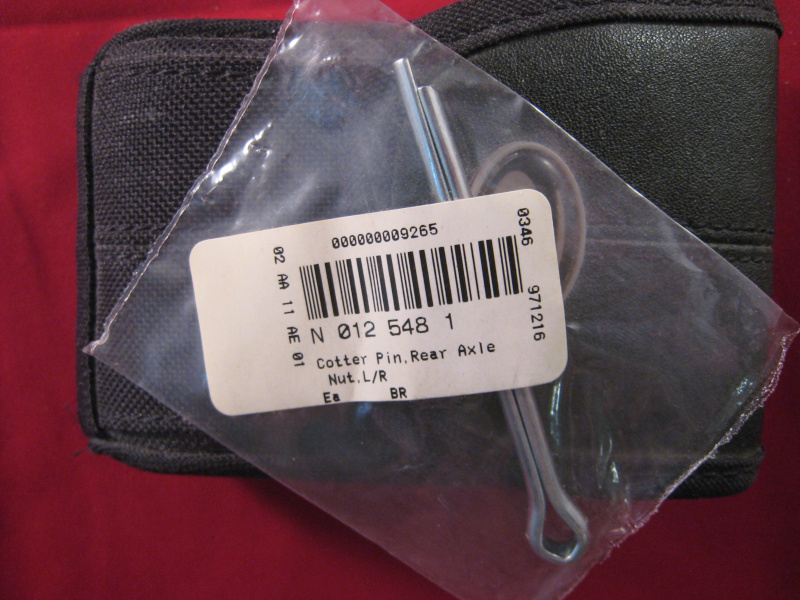 000000009265
02 AA 11 AE 01
0346
971216
N 012 548 1
Cotter Pin,Rear Axle
Nut,L/R
Ea BR